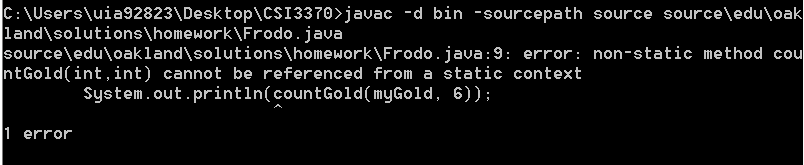 C:\Users\uia92823\Desktop\CSI3370>javac -d bin -sourcepath source source\edu\oak
land\solutions\homework\Frodo.java
source\edu\oakland\solutions\homework\Frodo.java:9: error: non-static method cou
ntGold(int,int) cannot be referenced from a static context
        System.out.println(countGold(myGold, 6));
                           ^
1 error